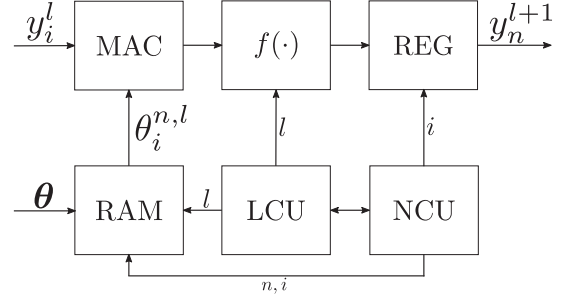 y_i^l MAC f(·) REG y_n^{l+1}
θ_i^{n,l} l i
θ RAM l LCU NCU
n, i